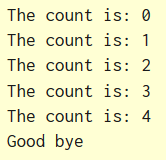 The count is: 0
The count is: 1
The count is: 2
The count is: 3
The count is: 4
Good bye